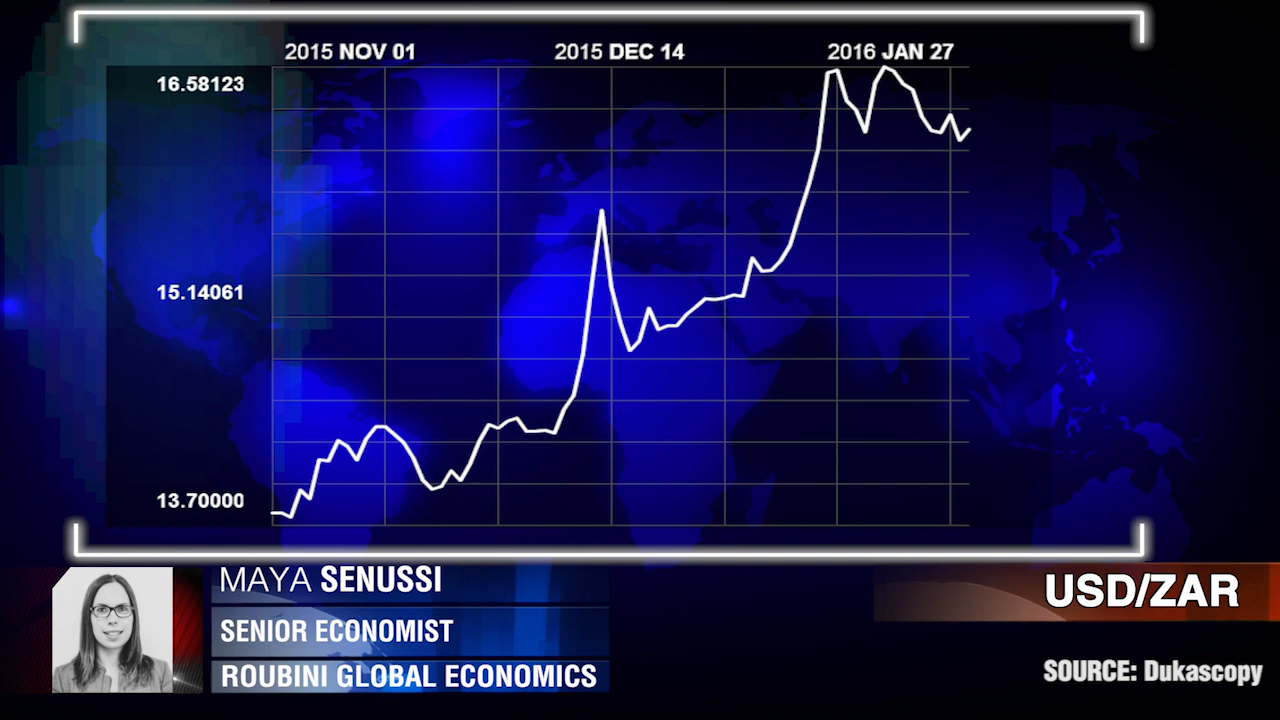 2015 NOV 01
2015 DEC 14
2016 JAN 27
16.58123
15.14061
13.70000
MAYA SENUSSI
SENIOR ECONOMIST
ROUBINI GLOBAL ECONOMICS
USD/ZAR
SOURCE: Dukascopy